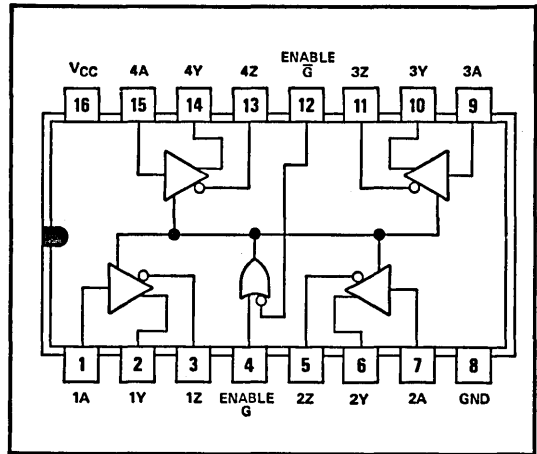 VCC 4A 4Y 4Z ENABLE G̅ 3Z 3Y 3A
16 15 14 13 12 11 10 9
1 2 3 4 5 6 7 8
1A 1Y 1Z ENABLE G 2Z 2Y 2A GND